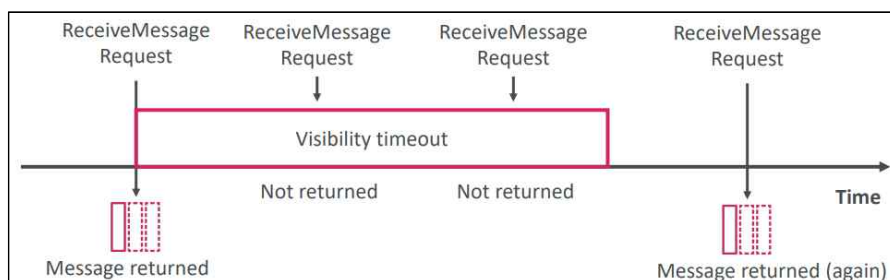 ReceiveMessage
Request
ReceiveMessage
Request
ReceiveMessage
Request
ReceiveMessage
Request
Visibility timeout
Not returned
Not returned
Time
Message returned
Message returned (again)